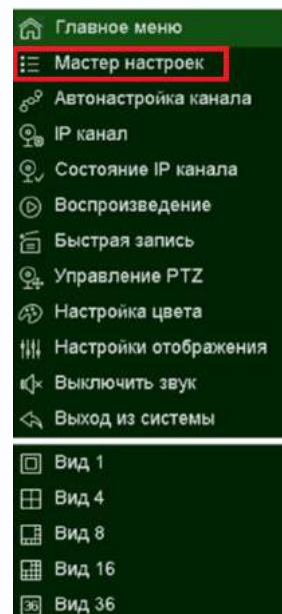 Главное меню
Мастер настроек
Автонастройка канала
IP канал
Состояние IP канала
Воспроизведение
Быстрая запись
Управление PTZ
Настройка цвета
Настройки отображения
Выключить звук
Выход из системы
Вид 1
Вид 4
Вид 8
Вид 16
36 Вид 36